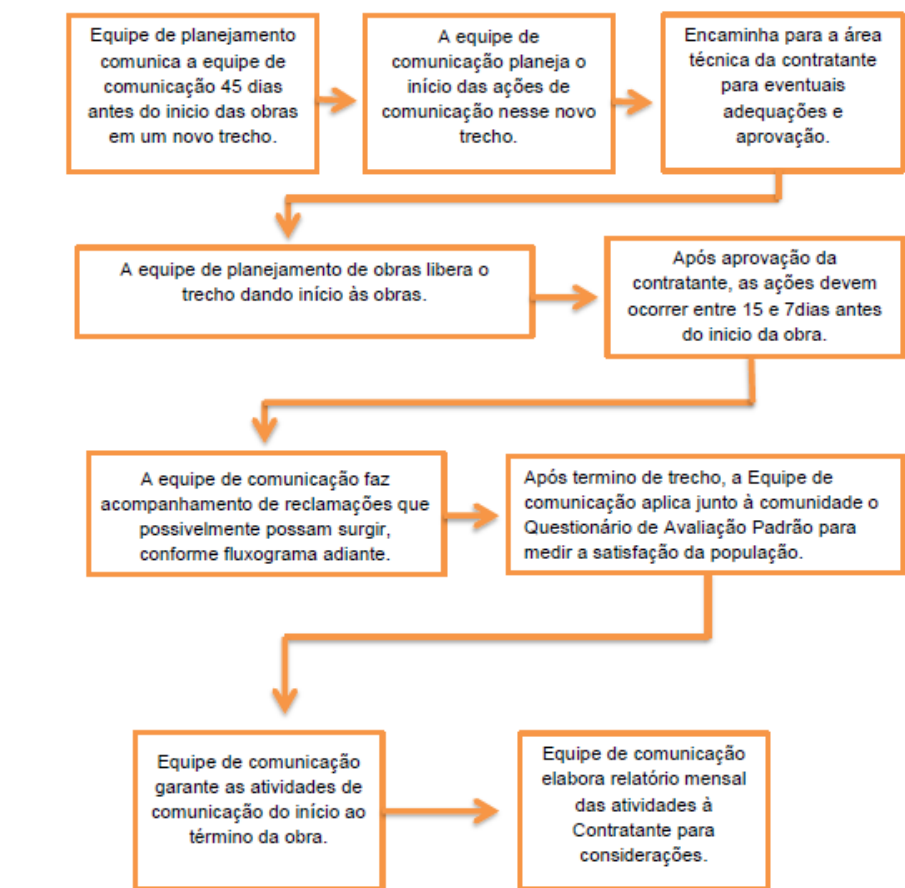 Equipe de planejamento
comunica a equipe de
comunicação 45 dias
antes do inicio das obras
em um novo trecho.
A equipe de
comunicação planeja o
início das ações de
comunicação nesse novo
trecho.
Encaminha para a área
técnica da contratante
para eventuais
adequações e
aprovação.
A equipe de planejamento de obras libera o
trecho dando início às obras.
Após aprovação da
contratante, as ações devem
ocorrer entre 15 e 7dias antes
do inicio da obra.
A equipe de comunicação faz
acompanhamento de reclamações que
possivelmente possam surgir,
conforme fluxograma adiante.
Após termino de trecho, a Equipe de
comunicação aplica junto à comunidade o
Questionário de Avaliação Padrão para
medir a satisfação da população.
Equipe de comunicação
garante as atividades de
comunicação do início ao
término da obra.
Equipe de comunicação
elabora relatório mensal
das atividades à
Contratante para
considerações.